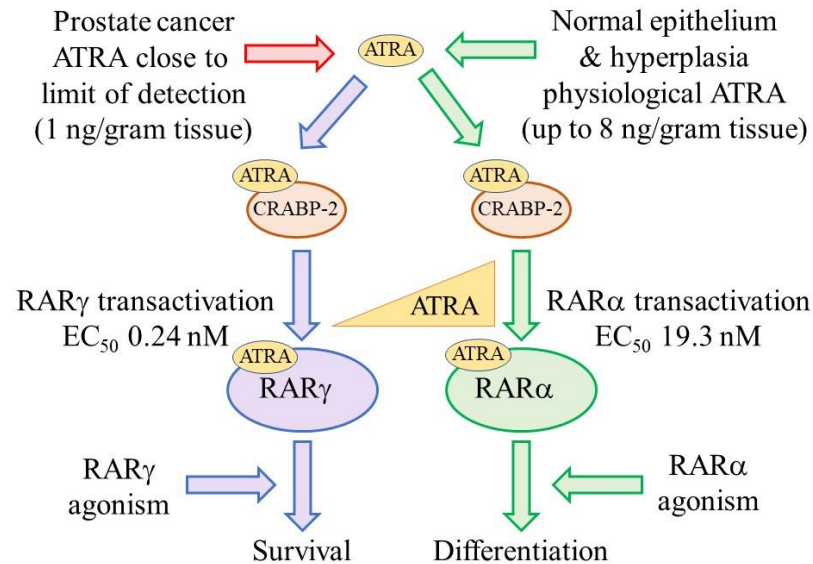 Prostate cancer
ATRA close to
limit of detection
(1 ng/gram tissue)
ATRA
Normal epithelium
& hyperplasia
physiological ATRA
(up to 8 ng/gram tissue)
ATRA
CRABP-2
ATRA
CRABP-2
RARγ transactivation
EC₅₀ 0.24 nM
ATRA
RARα transactivation
EC₅₀ 19.3 nM
ATRA
RARγ
ATRA
RARα
RARγ
agonism
RARα
agonism
Survival
Differentiation